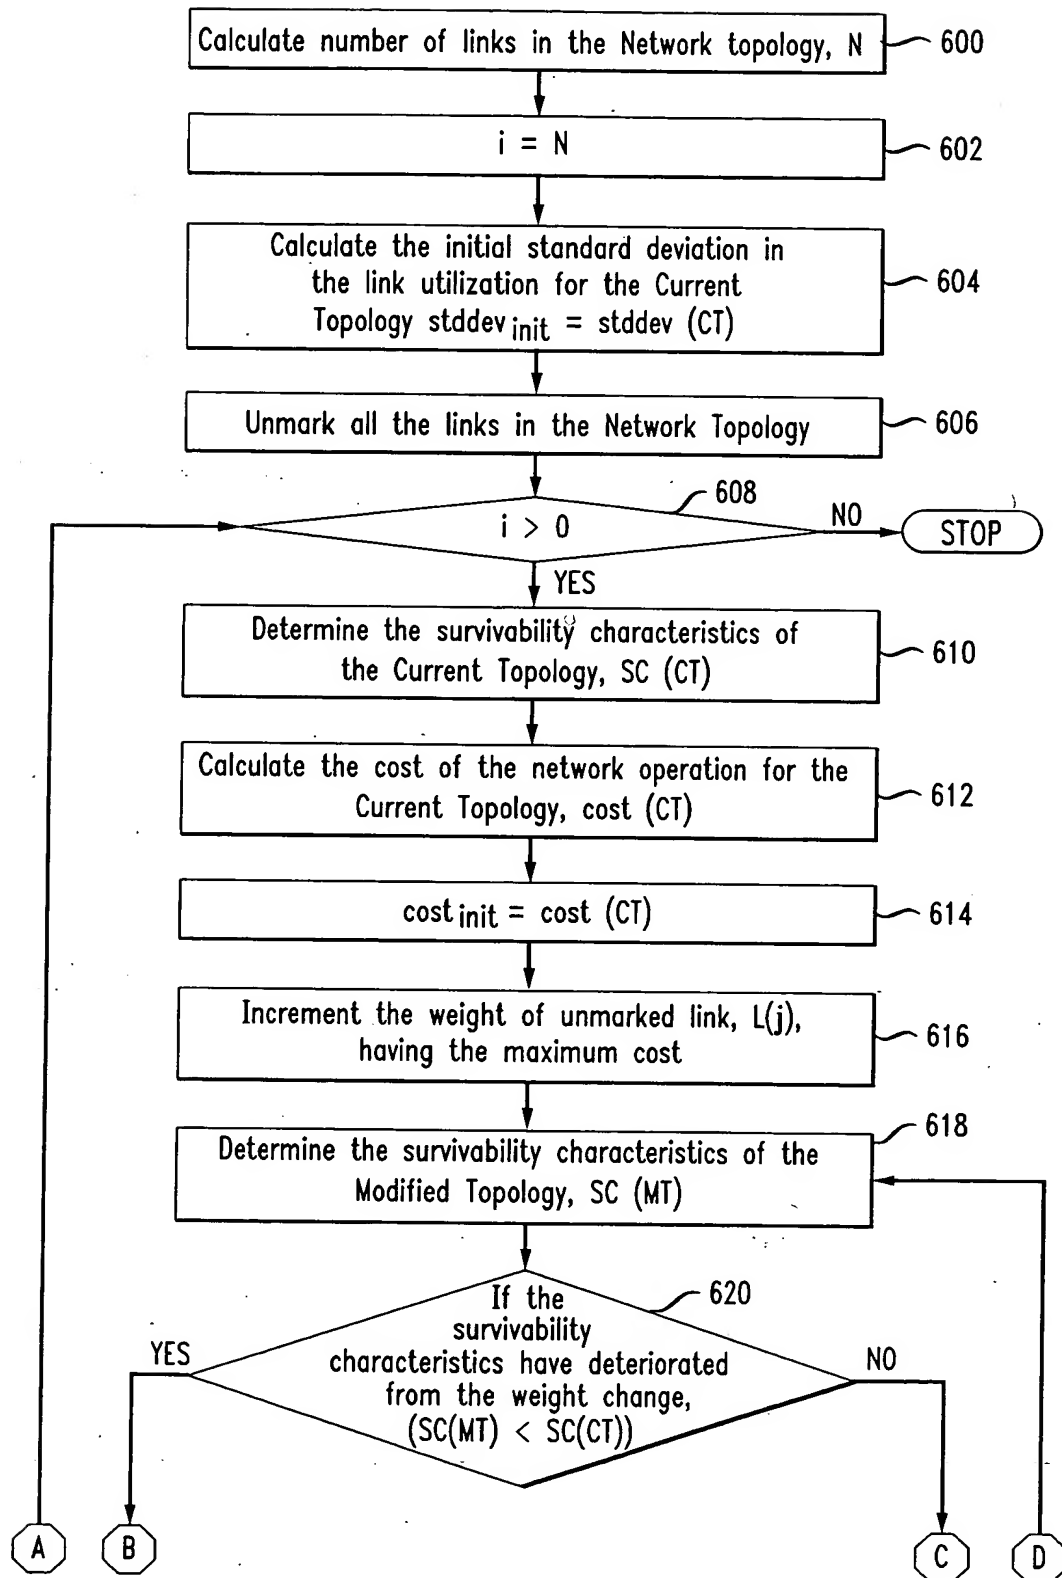 Calculate number of links in the Network topology, N
600
i = N
602
Calculate the initial standard deviation in
the link utilization for the Current
Topology stddev init = stddev (CT)
604
Unmark all the links in the Network Topology
606
608
i > 0
NO
STOP
YES
Determine the survivability characteristics of
the Current Topology, SC (CT)
610
Calculate the cost of the network operation for the
Current Topology, cost (CT)
612
cost init = cost (CT)
614
Increment the weight of unmarked link, L(j),
having the maximum cost
616
618
Determine the survivability characteristics of the
Modified Topology, SC (MT)
620
If the
survivability
characteristics have deteriorated
from the weight change,
(SC(MT) < SC(CT))
YES
NO
A
B
C
D